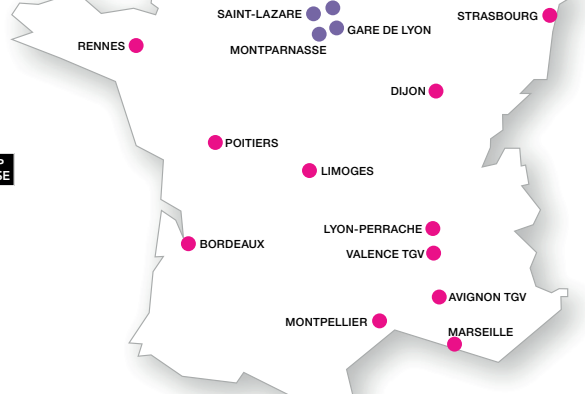 SAINT-LAZARE
STRASBOURG
GARE DE LYON
RENNES
MONTPARNASSE
DIJON
POITIERS
P
SE
LIMOGES
LYON-PERRACHE
BORDEAUX
VALENCE TGV
AVIGNON TGV
MONTPELLIER
MARSEILLE